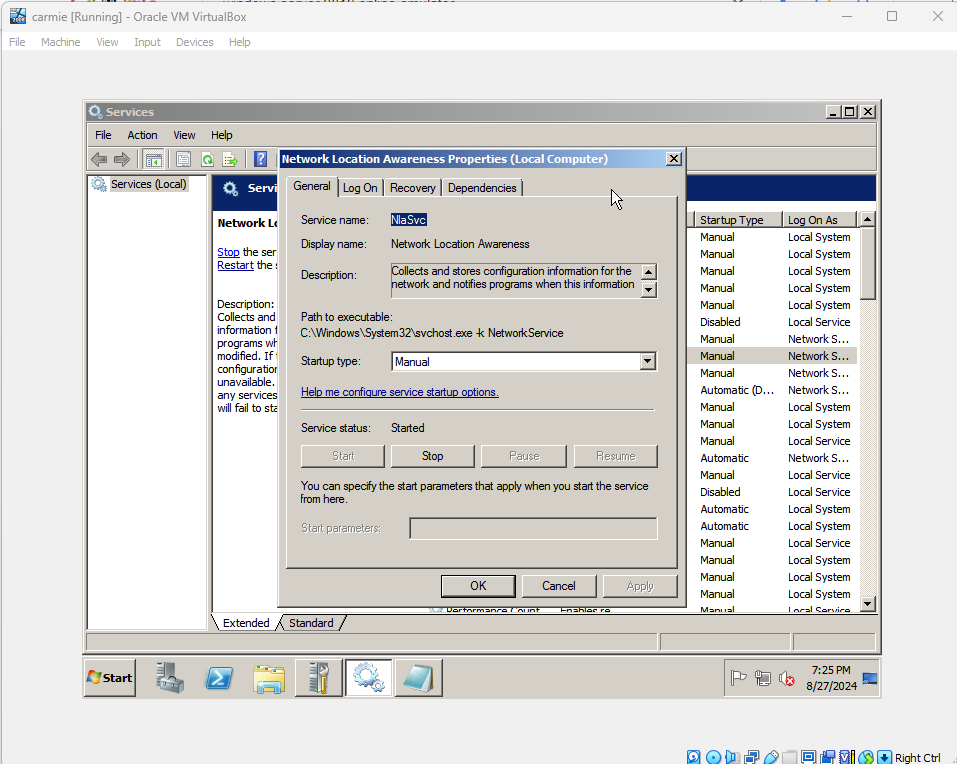 carmie [Running] - Oracle VM VirtualBox
File Machine View Input Devices Help
Services
File Action View Help
Network Location Awareness Properties (Local Computer)
Services (Local)
Servi
General Log On Recovery Dependencies
Network Lo
Stop the ser
Restart the s
Description:
Collects and
information f
programs wh
modified. If t
configuration
unavailable.
any services
will fail to sta
Service name: NlaSvc
Display name: Network Location Awareness
Description: Collects and stores configuration information for the
network and notifies programs when this information
Path to executable:
C:\Windows\System32\svchost.exe -k NetworkService
Startup type: Manual
Help me configure service startup options.
Service status: Started
Start Stop Pause Resume
You can specify the start parameters that apply when you start the service
from here.
Start parameters:
OK Cancel Apply
Startup Type Log On As
Manual Local System
Manual Local System
Manual Local System
Manual Local System
Manual Local System
Disabled Local Service
Manual Network S...
Manual Network S...
Manual Network S...
Automatic (D... Network S...
Manual Local System
Manual Local System
Manual Local Service
Automatic Network S...
Manual Local Service
Disabled Local Service
Automatic Local System
Automatic Local System
Manual Local Service
Manual Local System
Manual Local System
Manual Local System
Manual Local Service
Performance Count Enables re
Extended Standard
Start
7:25 PM
8/27/2024
Right Ctrl